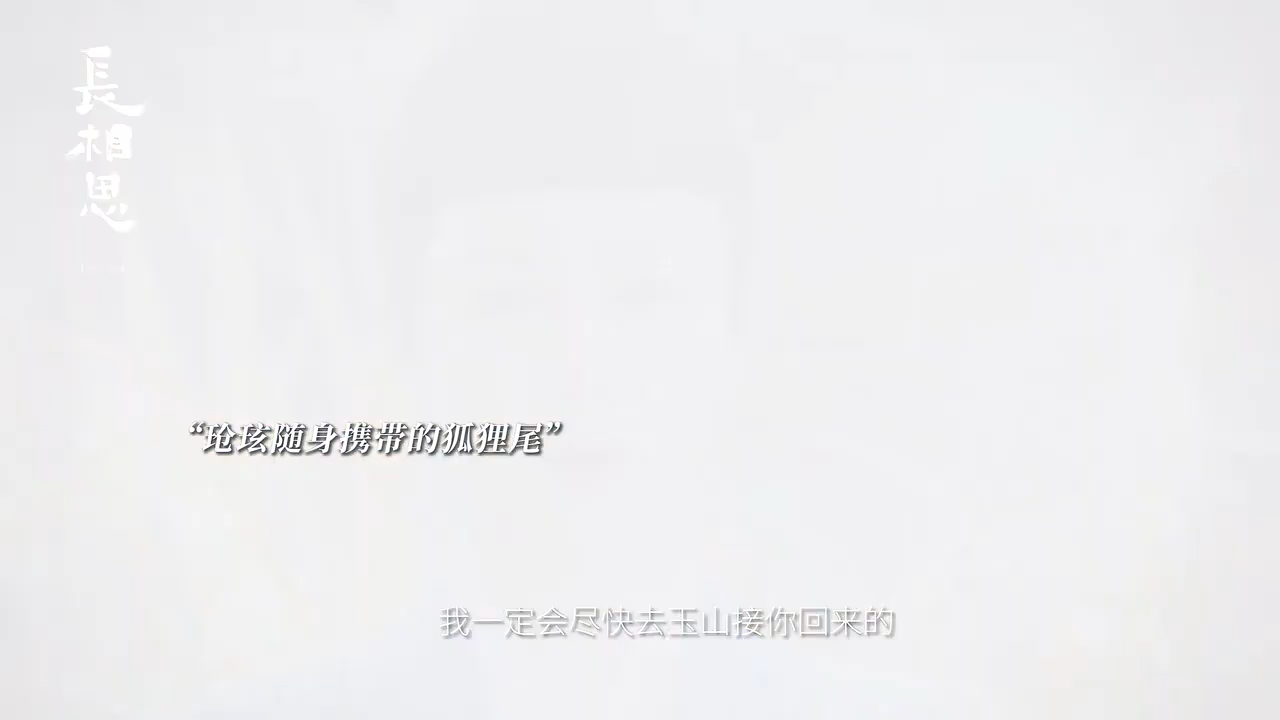 長相思
“玱玹随身携带的狐狸尾”
我一定会尽快去玉山接你回来的